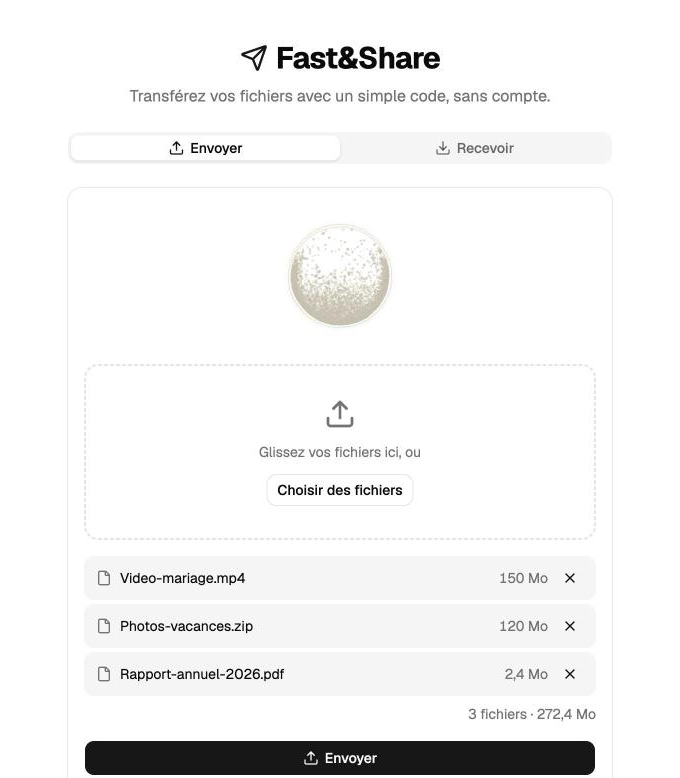 Fast&Share
Transférez vos fichiers avec un simple code, sans compte.
Envoyer Recevoir
Glissez vos fichiers ici, ou
Choisir des fichiers
Video-mariage.mp4 150 Mo
Photos-vacances.zip 120 Mo
Rapport-annuel-2026.pdf 2,4 Mo
3 fichiers · 272,4 Mo
Envoyer